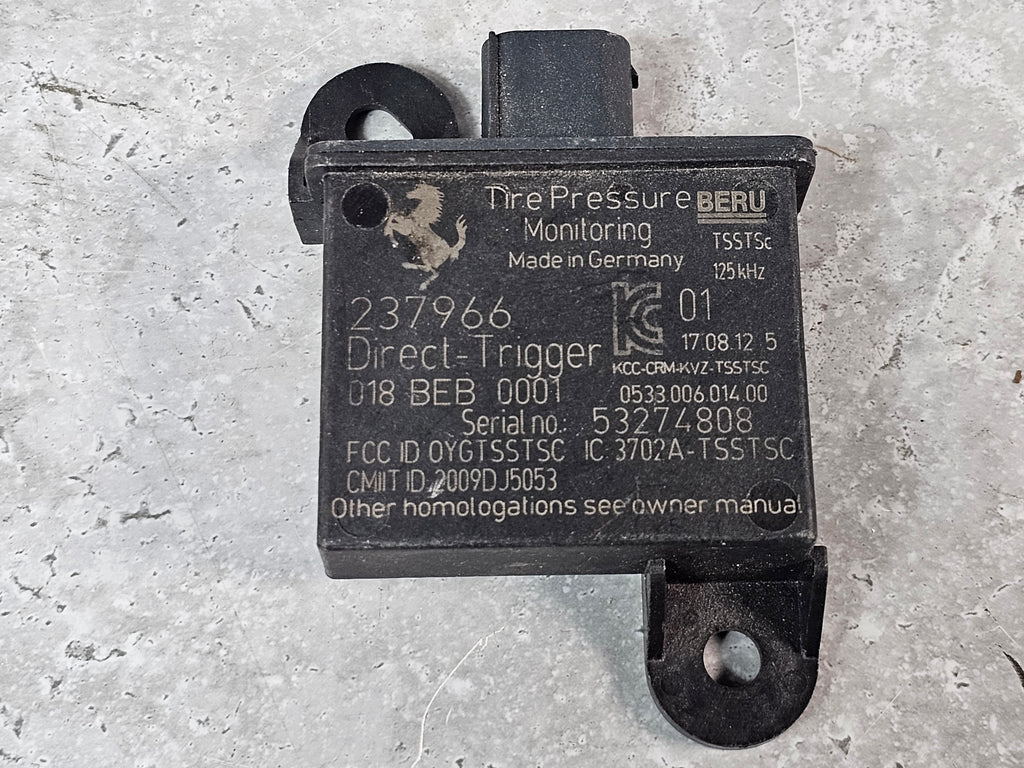 Tire Pressure BERU
Monitoring TSSTSc
Made in Germany 125kHz
237966 KC 01
Direct-Trigger 17.08.12 5
KCC-CRM-KVZ-TSSTSC
018 BEB 0001 0533.006.014.00
Serial no.: 53274808
FCC ID OYGTSSTSC IC 3702A-TSSTSC
CMIIT ID 2009DJ5053
Other homologations see owner manual